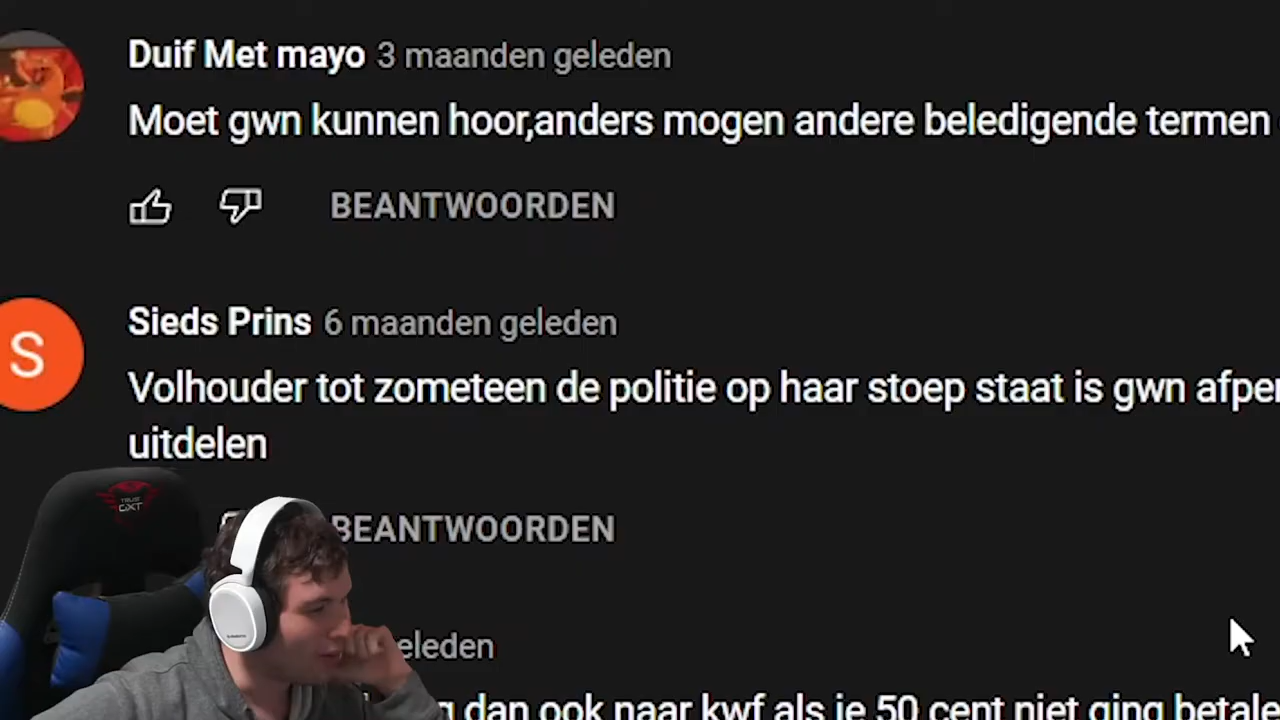 Duif Met mayo 3 maanden geleden
Moet gwn kunnen hoor,anders mogen andere beledigende termen
BEANTWOORDEN
S
Sieds Prins 6 maanden geleden
Volhouder tot zometeen de politie op haar stoep staat is gwn
uitdelen
TRUST
GXT
BEANTWOORDEN
dan ook naar kwf als je 50 cent niet ging